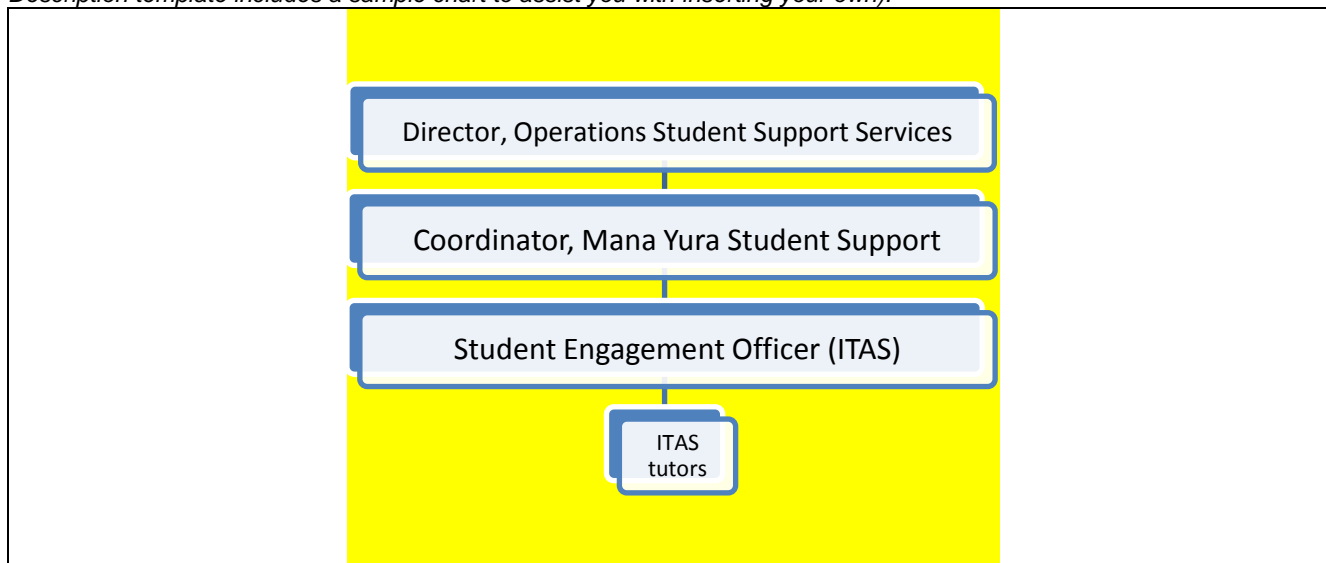 Description template includes a sample chart to assist you with inserting your own).
Director, Operations Student Support Services
Coordinator, Mana Yura Student Support
Student Engagement Officer (ITAS)
ITAS
tutors